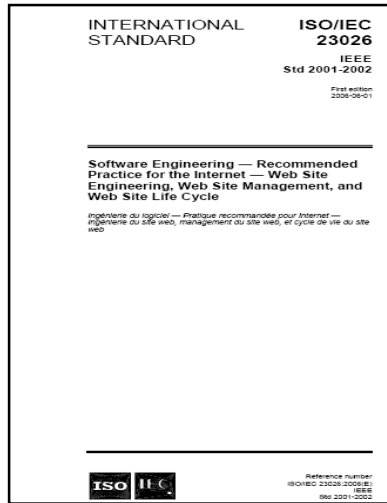 INTERNATIONAL STANDARD
ISO/IEC
23026
IEEE
Std 2001-2002
First edition
2006-06-01
Software Engineering — Recommended
Practice for the Internet — Web Site
Engineering, Web Site Management, and
Web Site Life Cycle
Ingénierie du logiciel — Pratique recommandée pour Internet —
Ingénierie du site web, management du site web, et cycle de vie du site
web
ISO IEC
Reference number
ISO/IEC 23026:2006(E)
IEEE
Std 2001-2002